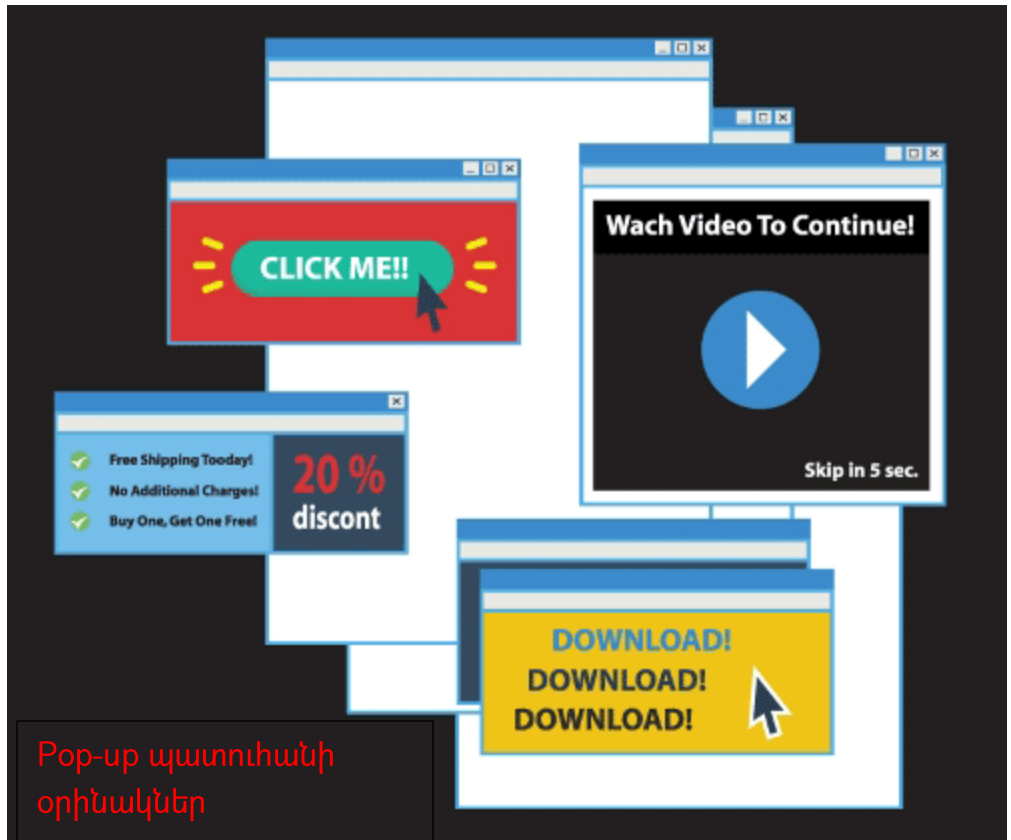 CLICK ME!!
Wach Video To Continue!
Skip in 5 sec.
Free Shipping Tooday!
No Additional Charges!
Buy One, Get One Free!
20 %
discont
DOWNLOAD!
DOWNLOAD!
DOWNLOAD!
Pop-up պատուհանի
օրինակներ